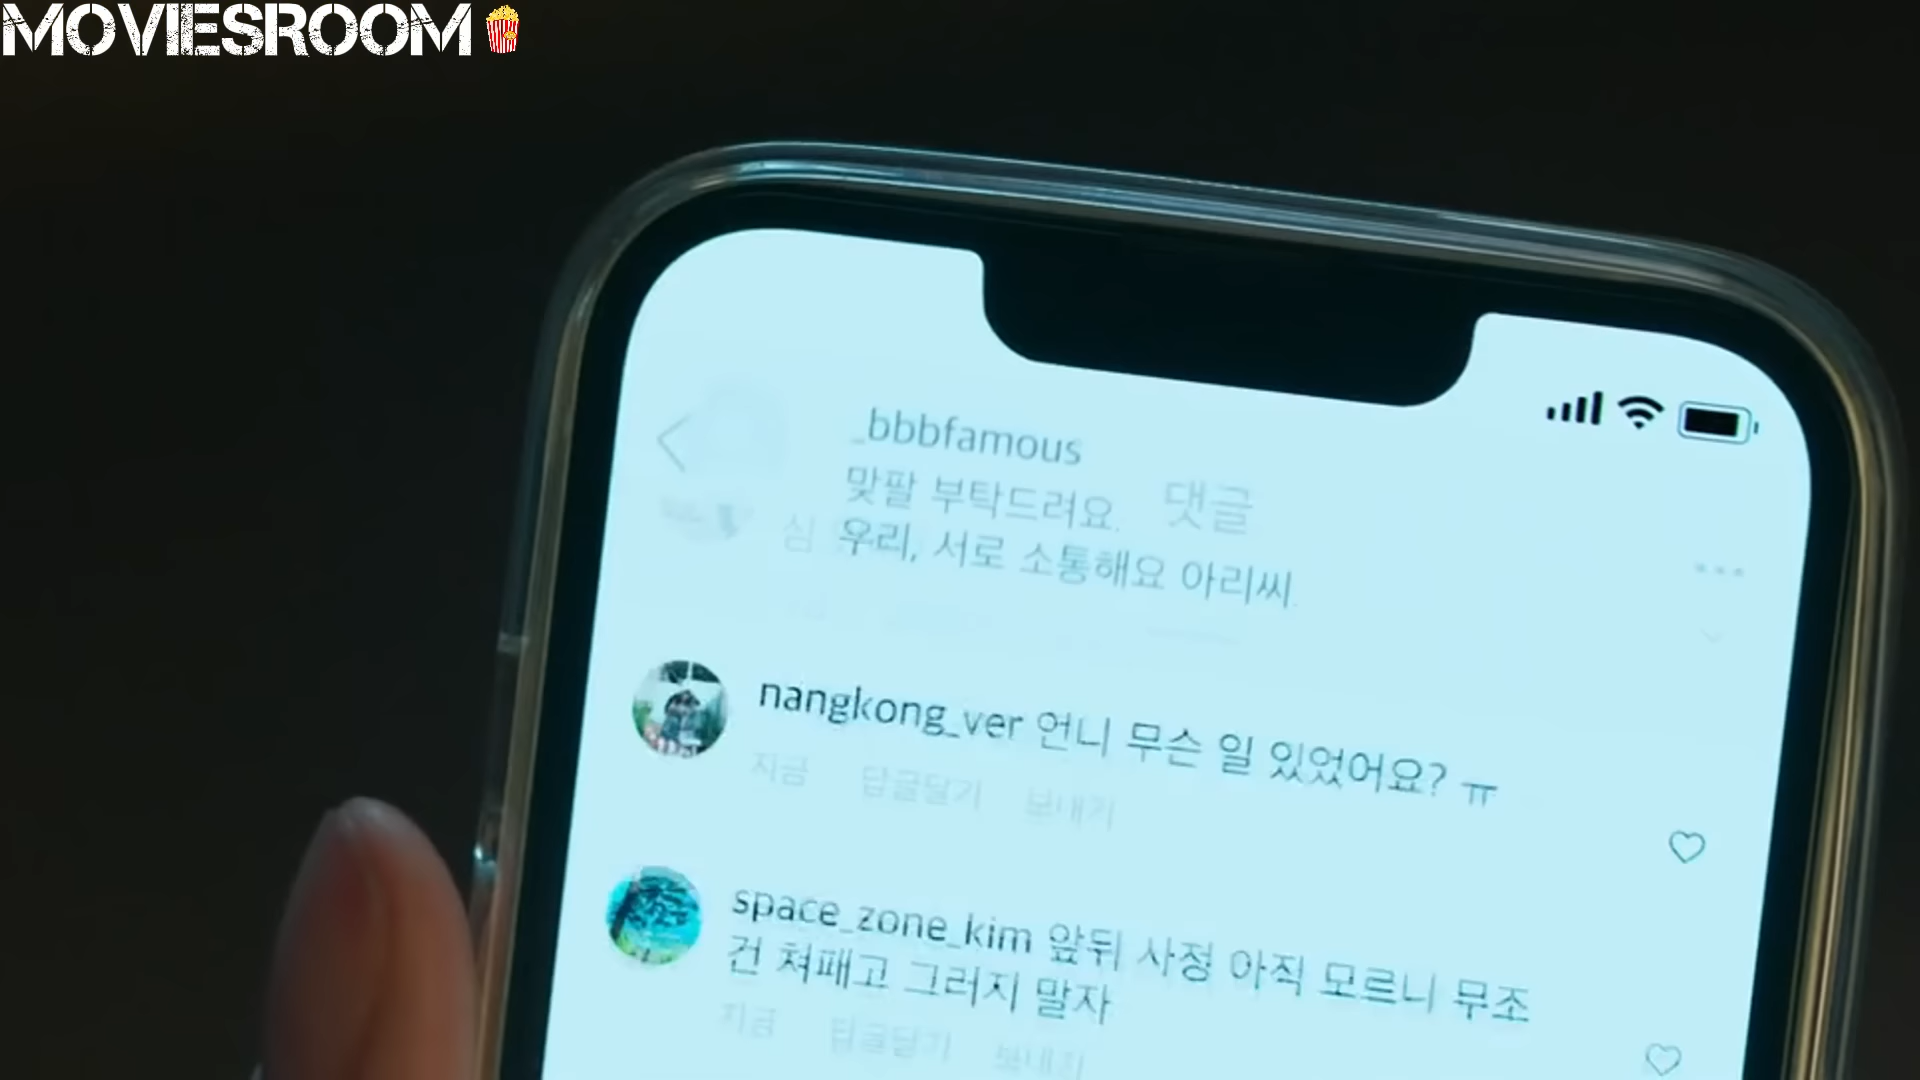 MOVIESROOM
_bbbfamous
맞팔 부탁드려요.
댓글
심
우리, 서로 소통해요 아리씨.
nangkong_ver 언니 무슨 일 있었어요? ㅠ
지금 답글달기 보내기
space_zone_kim 앞뒤 사정 아직 모르니 무조
건 쳐패고 그러지 말자
지금 답글달기 보내기